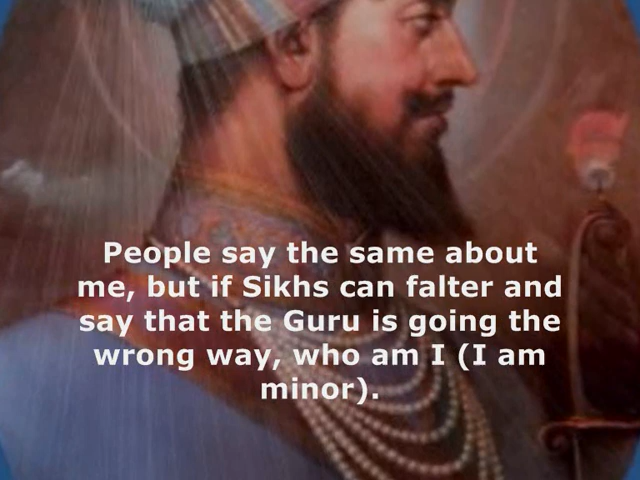 People say the same about
me, but if Sikhs can falter and
say that the Guru is going the
wrong way, who am I (I am
minor).